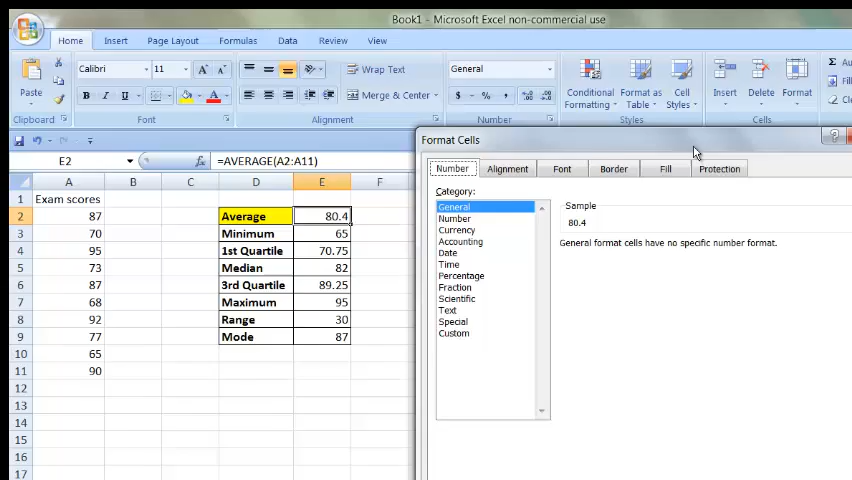 Book1 - Microsoft Excel non-commercial use
Home Insert Page Layout Formulas Data Review View
Calibri 11 A A Wrap Text General
Paste B I U A Merge & Center $ % , Conditional Formatting Format as Table Cell Styles Insert Delete Format
Clipboard Font Alignment Number Styles Cells
E2 fx =AVERAGE(A2:A11)
Format Cells
Number Alignment Font Border Fill Protection
A B C D E F
1 Exam scores
2 87 Average 80.4
3 70 Minimum 65
4 95 1st Quartile 70.75
5 73 Median 82
6 87 3rd Quartile 89.25
7 68 Maximum 95
8 92 Range 30
9 77 Mode 87
10 65
11 90
12
13
14
15
16
17
Category:
General
Number
Currency
Accounting
Date
Time
Percentage
Fraction
Scientific
Text
Special
Custom
Sample
80.4
General format cells have no specific number format.